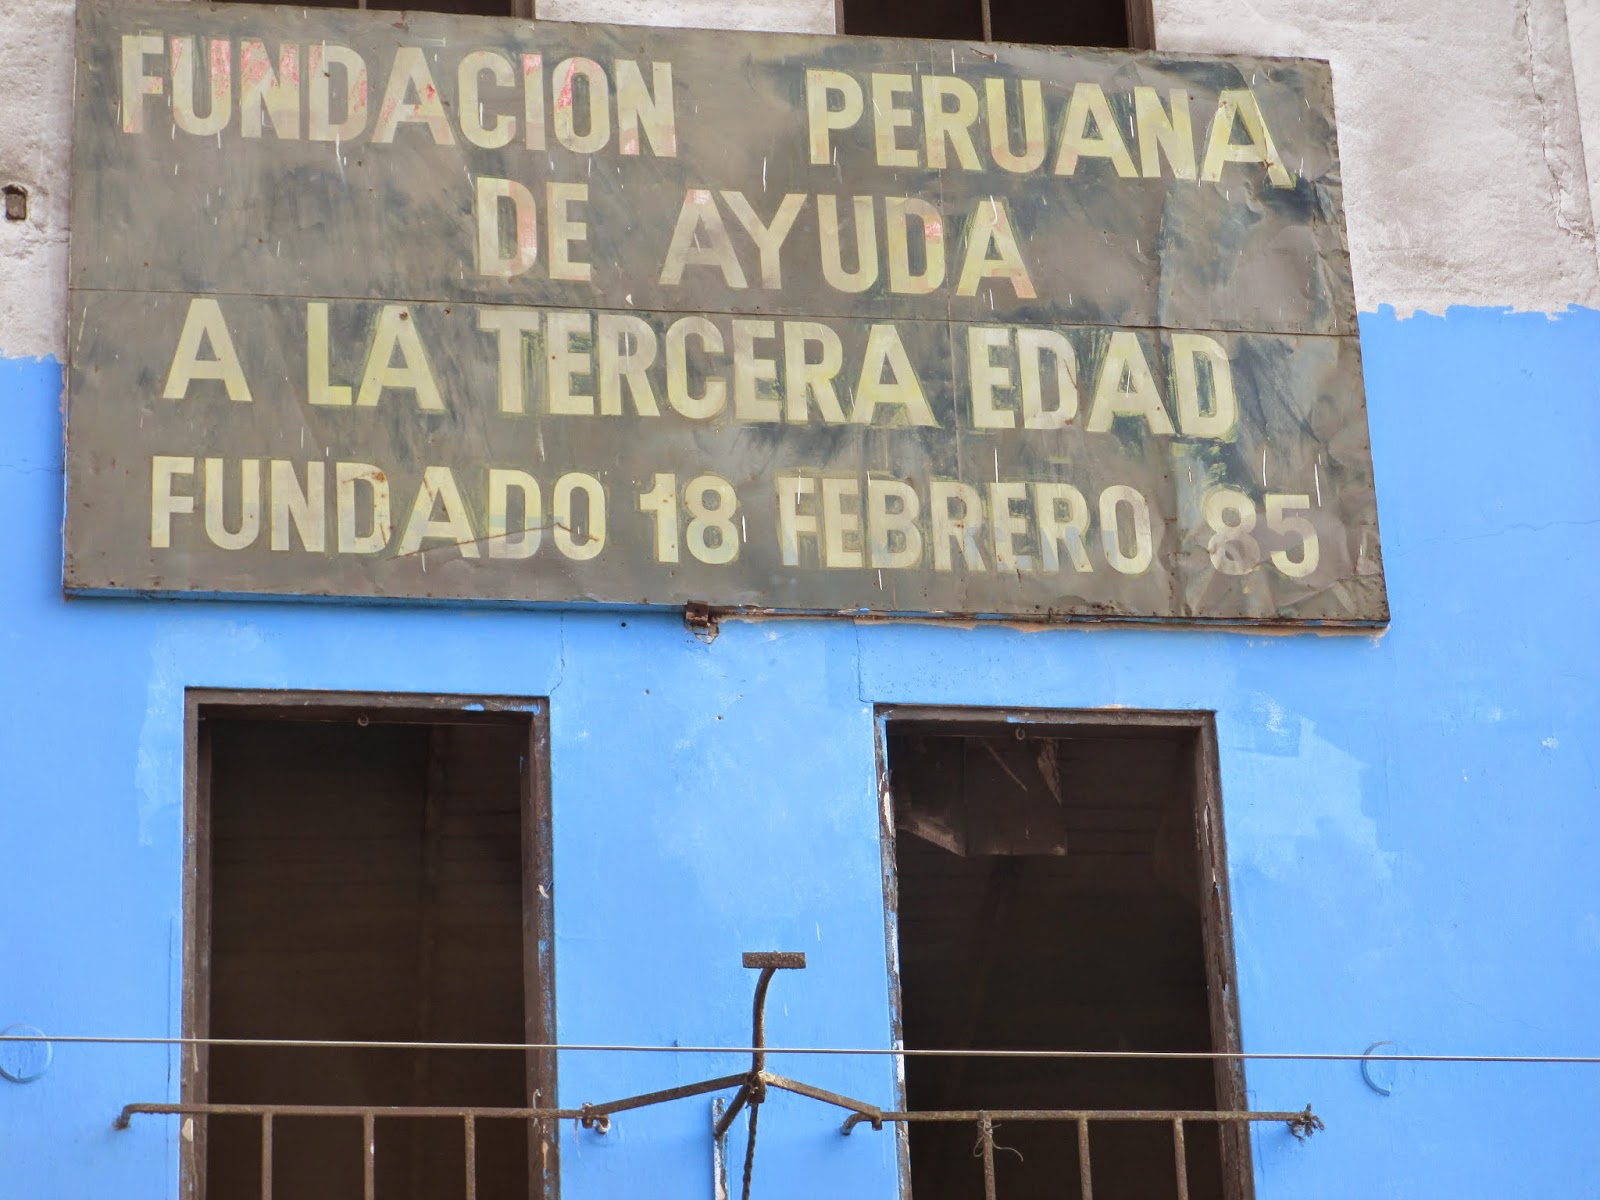 FUNDACION PERUANA
DE AYUDA
A LA TERCERA EDAD
FUNDADO 18 FEBRERO 85